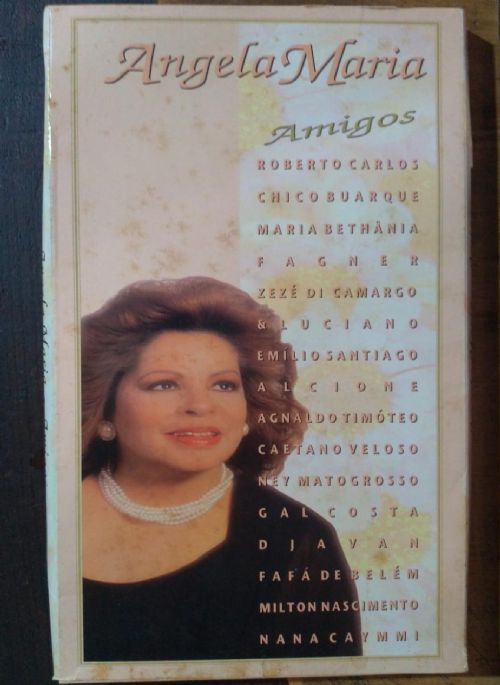 Angela Maria
Amigos
ROBERTO CARLOS
CHICO BUARQUE
MARIA BETHÂNIA
FAGNER
ZEZÉ DI CAMARGO
& LUCIANO
EMÍLIO SANTIAGO
ALCIONE
AGNALDO TIMÓTEO
CAETANO VELOSO
NEY MATOGROSSO
GAL COSTA
DJAVAN
FAFÁ DE BELÉM
MILTON NASCIMENTO
NANA CAYMMI